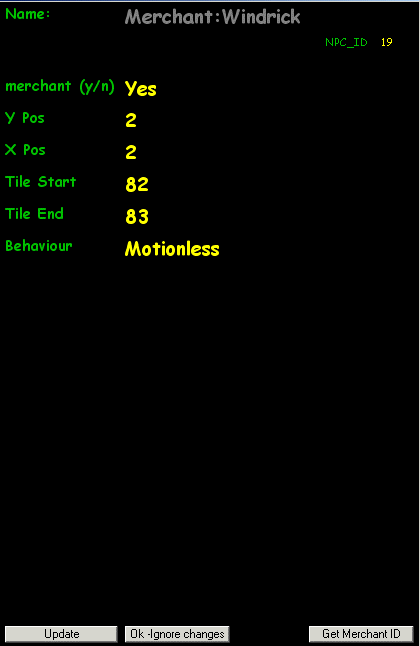 Name: Merchant:Windrick
NPC_ID 19
merchant (y/n) Yes
Y Pos 2
X Pos 2
Tile Start 82
Tile End 83
Behaviour Motionless
Update Ok -Ignore changes Get Merchant ID